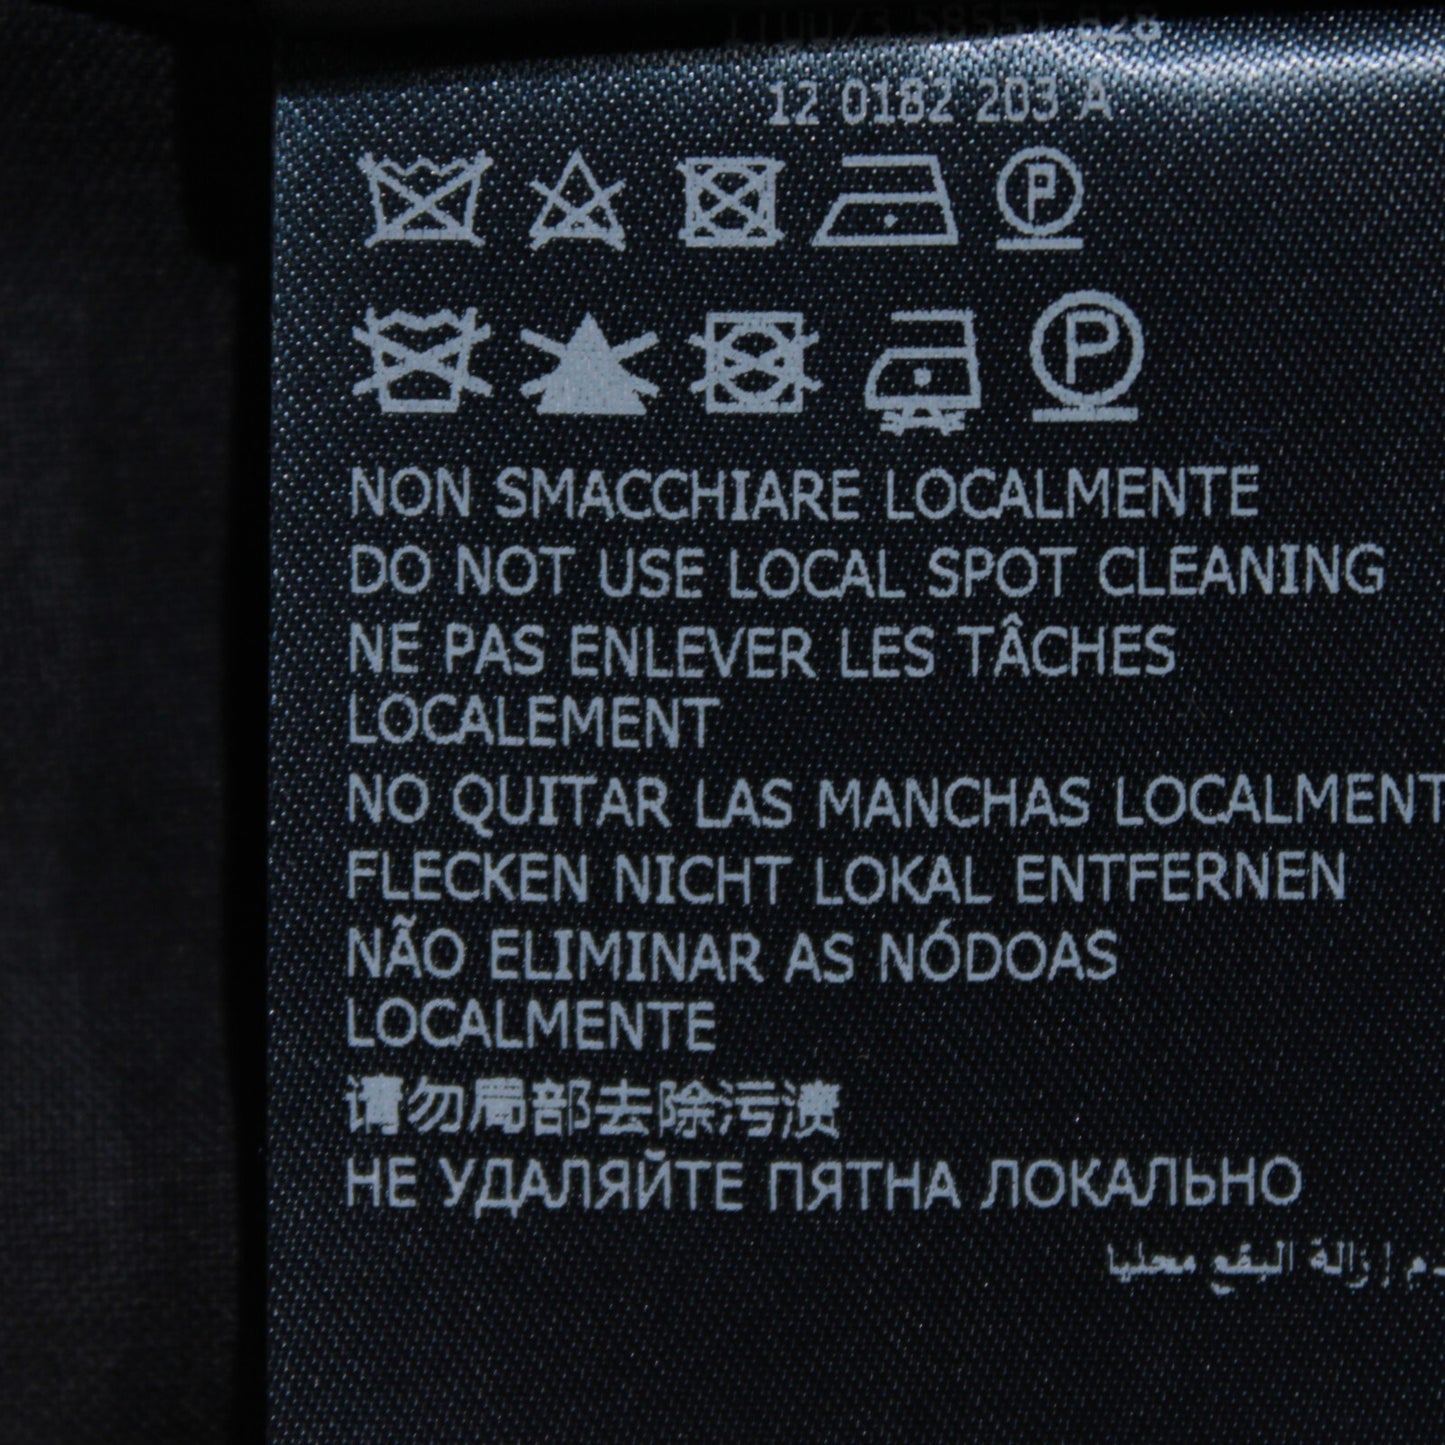 12 0182 203 A
P
P
NON SMACCHIARE LOCALMENTE
DO NOT USE LOCAL SPOT CLEANING
NE PAS ENLEVER LES TÂCHES
LOCALEMENT
NO QUITAR LAS MANCHAS LOCALMENT
FLECKEN NICHT LOKAL ENTFERNEN
NÃO ELIMINAR AS NÓDOAS
LOCALMENTE
请勿局部去除污渍
НЕ УДАЛЯЙТЕ ПЯТНА ЛОКАЛЬНО
إزالة البقع محليا